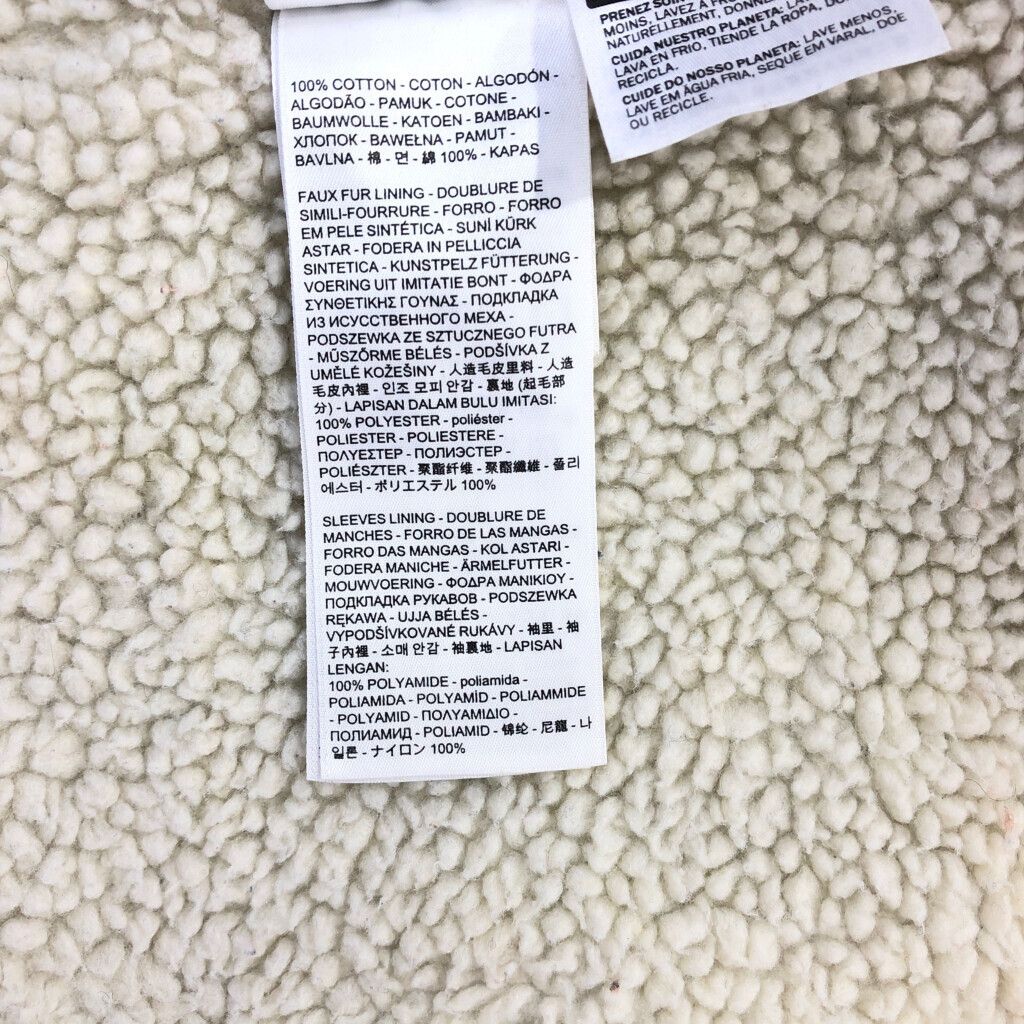 100% COTTON - COTON - ALGODÓN -
ALGODÃO - PAMUK - COTONE -
BAUMWOLLE - KATOEN - BAMBAKI -
ХЛОПОК - BAWEŁNA - PAMUT -
BAVLNA - 棉 - 면 - 綿 100% - KAPAS
FAUX FUR LINING - DOUBLURE DE
SIMILI-FOURRURE - FORRO - FORRO
EM PELE SINTÉTICA - SUNİ KÜRK
ASTAR - FODERA IN PELLICCIA
SINTETICA - KUNSTPELZ FÜTTERUNG -
VOERING UIT IMITATIE BONT - ΦΟΔΡΑ
ΣΥΝΘΕΤΙΚΗΣ ΓΟΥΝΑΣ - ПОДКЛАДКА
ИЗ ИСУССТВЕННОГО МЕХА -
PODSZEWKA ZE SZTUCZNEGO FUTRA
- MŰSZŐRME BÉLÉS - PODŠÍVKA Z
UMĚLÉ KOŽEŠINY - 人造毛皮里料 - 人造
毛皮內裡 - 인조 모피 안감 - 裏地 (起毛部
分) - LAPISAN DALAM BULU IMITASI:
100% POLYESTER - poliéster -
POLIESTER - POLIESTERE -
ΠΟΛΥΕΣΤΕΡ - ПОЛИЭСТЕР -
POLIÉSZTER - 聚酯纤维 - 聚酯纖維 - 폴리
에스터 - ポリエステル 100%
SLEEVES LINING - DOUBLURE DE
MANCHES - FORRO DE LAS MANGAS -
FORRO DAS MANGAS - KOL ASTARI -
FODERA MANICHE - ÄRMELFUTTER -
MOUWVOERING - ΦΟΔΡΑ ΜΑΝΙΚΙΟΥ -
ПОДКЛАДКА РУКАВОВ - PODSZEWKA
RĘKAWA - UJJA BÉLÉS -
VYPODŠÍVKOVANÉ RUKÁVY - 袖里 - 袖
子內裡 - 소매 안감 - 袖裏地 - LAPISAN
LENGAN:
100% POLYAMIDE - poliamida -
POLIAMIDA - POLYAMİD - POLIAMMIDE
- POLYAMID - ΠΟΛΥΑΜΙΔΙΟ -
ПОЛИАМИД - POLIAMID - 锦纶 - 尼龍 - 나
일론 - ナイロン 100%
PRENEZ
MOINS, LAVEZ À
NATURELLEMENT,
CUIDA NUESTRO PLANETA:
LAVA EN FRIO, TIENDE LA ROPA,
RECICLA.
CUIDE DO NOSSO PLANETA: LAVE MENOS,
LAVE EM ÁGUA FRIA, SEQUE EM VARAL, DOE
OU RECICLE.